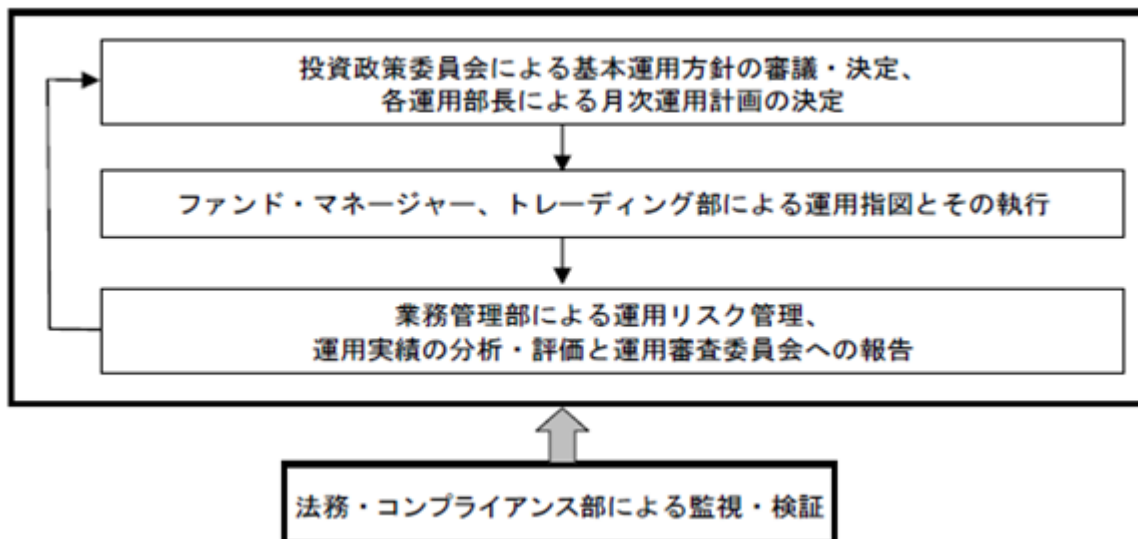 投資政策委員会による基本運用方針の審議・決定、
各運用部長による月次運用計画の決定
ファンド・マネージャー、トレーディング部による運用指図とその執行
業務管理部による運用リスク管理、
運用実績の分析・評価と運用審査委員会への報告
法務・コンプライアンス部による監視・検証